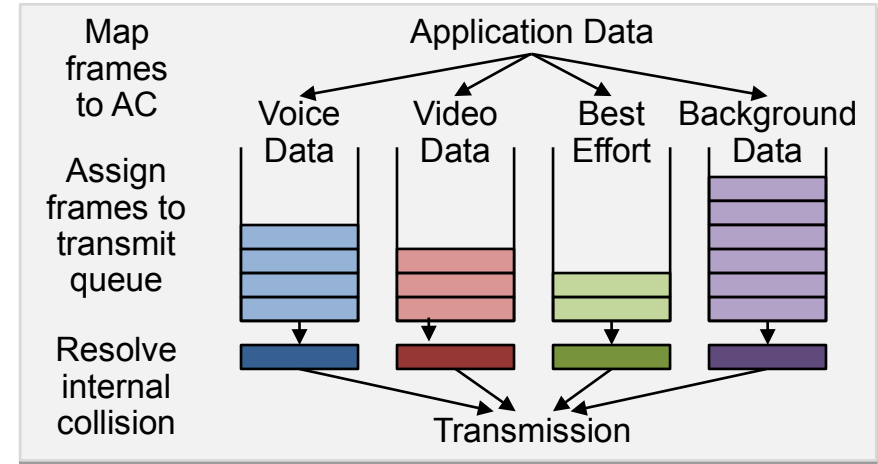 Map
frames
to AC
Application Data
Voice
Data
Video
Data
Best
Effort
Background
Data
Assign
frames to
transmit
queue
Resolve
internal
collision
Transmission